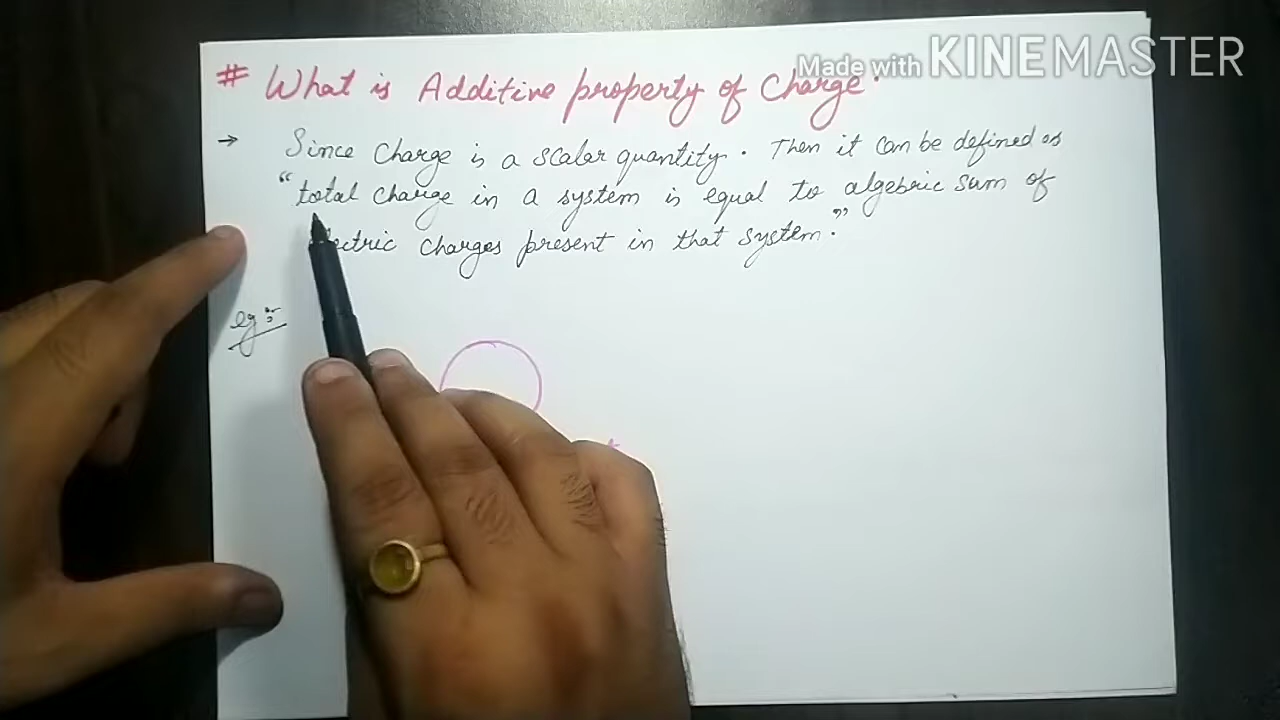 Made with KINEMASTER
# What is Additive property of Charge.
→ Since Charge is a scalar quantity. Then it can be defined as
“total charge in a system is equal to algebric sum of
charges present in that system.”
eg :-